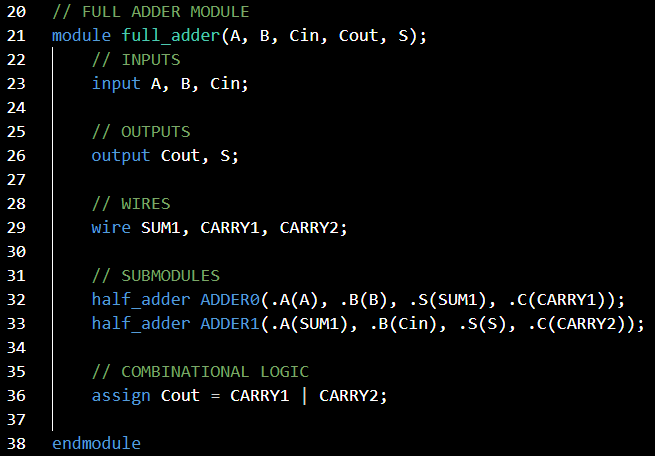 20 // FULL ADDER MODULE
21 module full_adder(A, B, Cin, Cout, S);
22     // INPUTS
23     input A, B, Cin;
24
25     // OUTPUTS
26     output Cout, S;
27
28     // WIRES
29     wire SUM1, CARRY1, CARRY2;
30
31     // SUBMODULES
32     half_adder ADDER0(.A(A), .B(B), .S(SUM1), .C(CARRY1));
33     half_adder ADDER1(.A(SUM1), .B(Cin), .S(S), .C(CARRY2));
34
35     // COMBINATIONAL LOGIC
36     assign Cout = CARRY1 | CARRY2;
37
38 endmodule